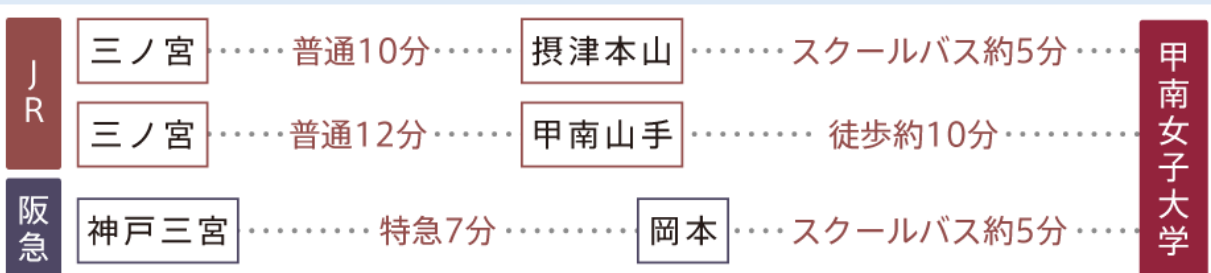 JR
三ノ宮 普通10分 摂津本山 スクールバス約5分
三ノ宮 普通12分 甲南山手 徒歩約10分
阪急
神戸三宮 特急7分 岡本 スクールバス約5分
甲南女子大学